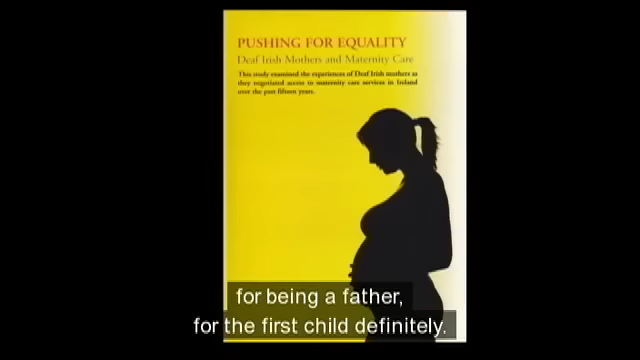 PUSHING FOR EQUALITY
Deaf Irish Mothers and Maternity Care
This study examined the experiences of Deaf Irish mothers as
they negotiated access to maternity care services in Ireland
over the past fifteen years.
for being a father,
for the first child definitely.